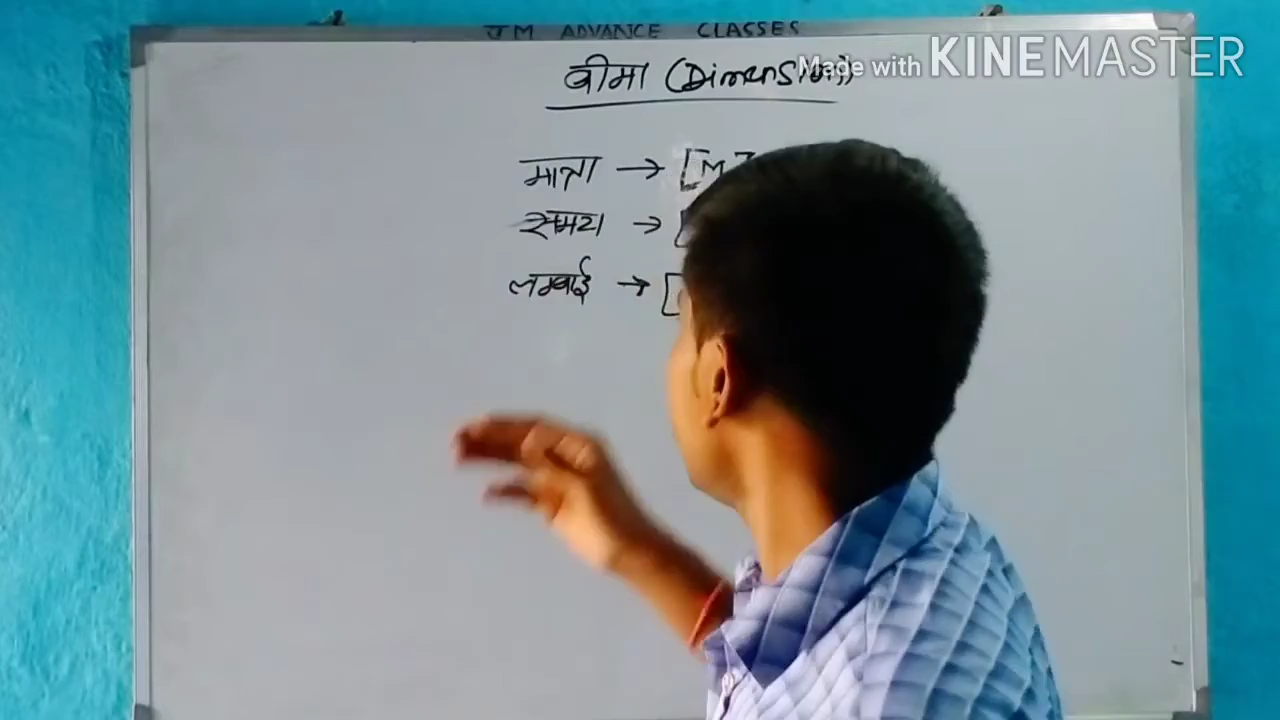 JM ADVANCE CLASSES
Made with KINEMASTER
बीमा (Dimension)
मात्रा → [M]
समय → [
लम्बाई → [